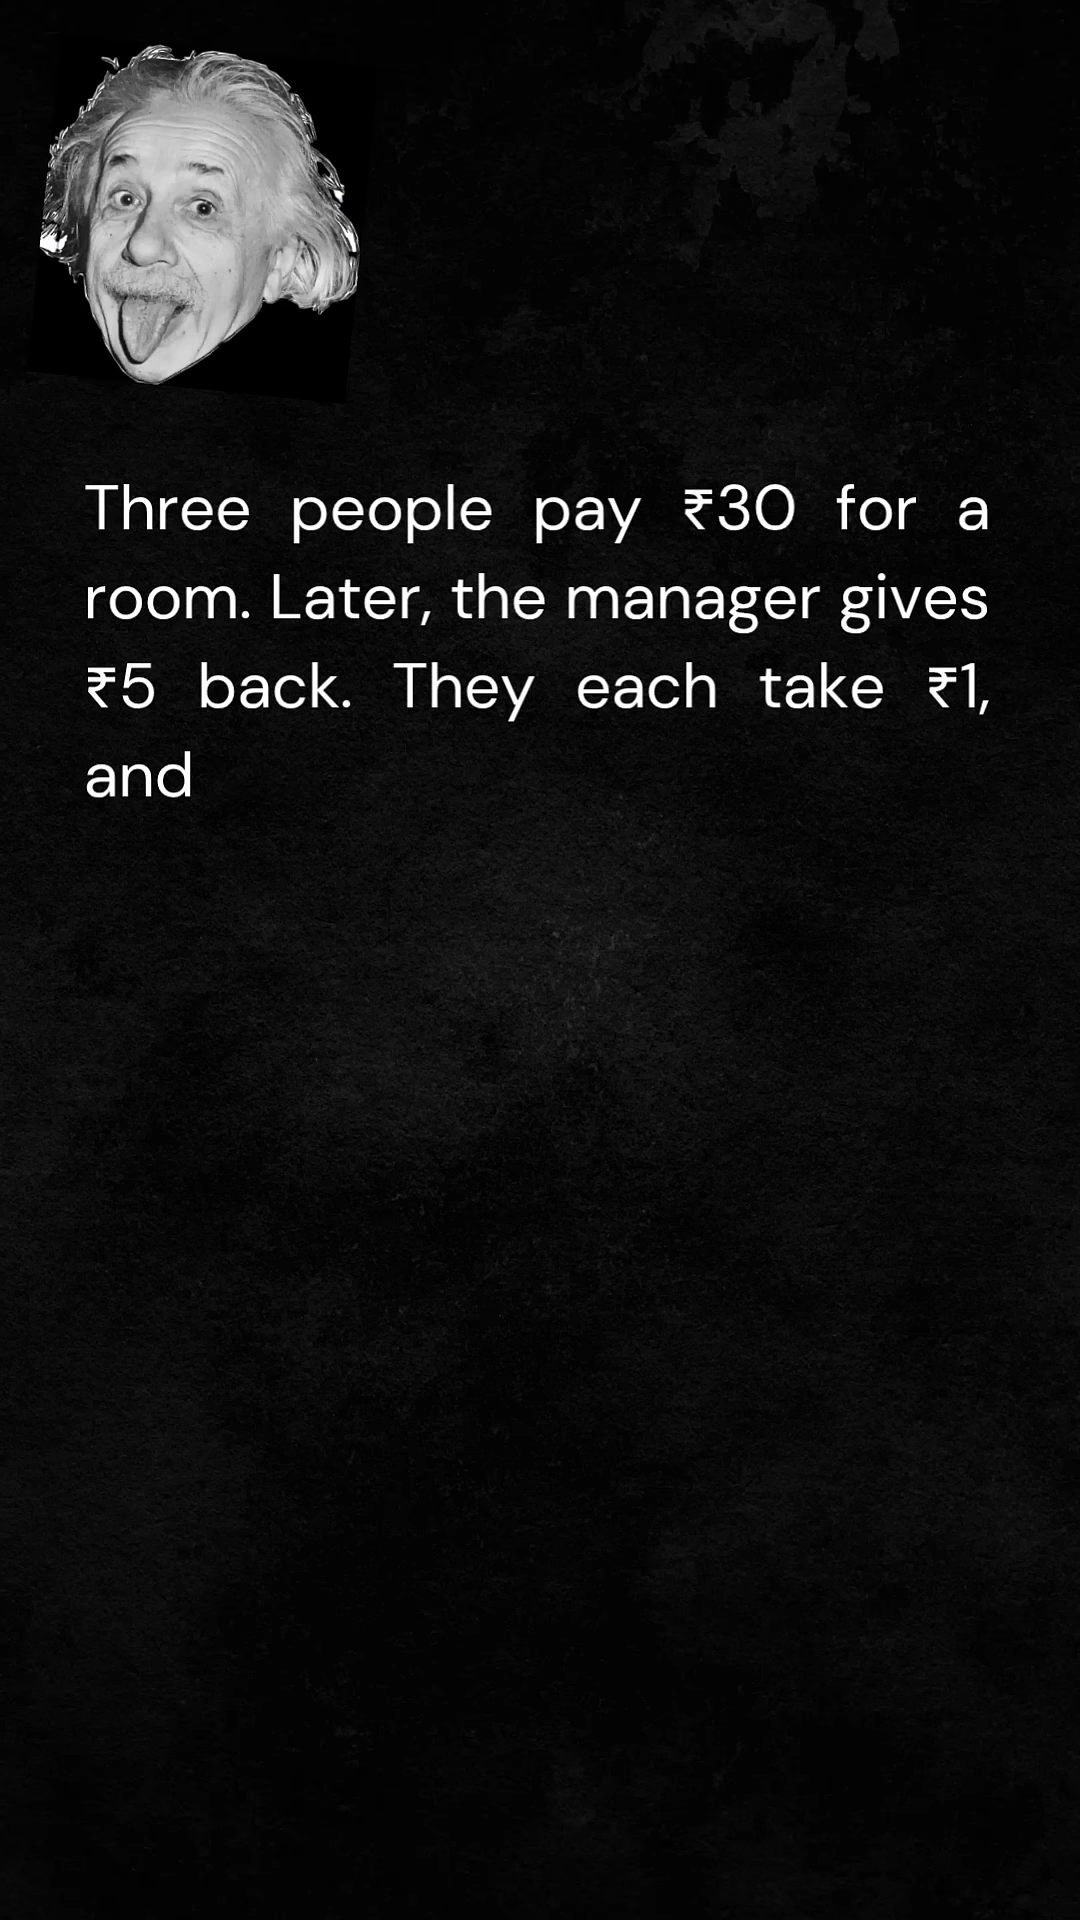 Three people pay ₹30 for a
room. Later, the manager gives
₹5 back. They each take ₹1,
and